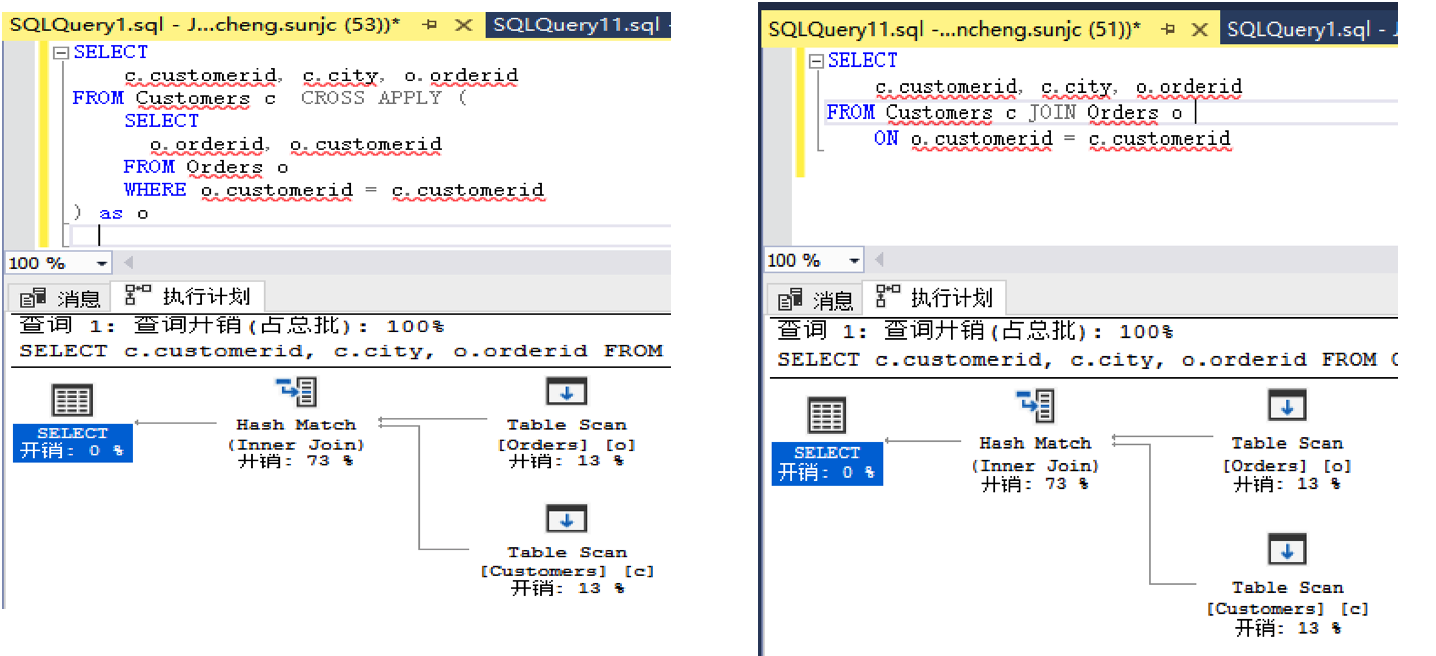 SQLQuery1.sql - J...cheng.sunjc (53))*
SQLQuery11.sql -
SELECT
c.customerid, c.city, o.orderid
FROM Customers c CROSS APPLY (
SELECT
o.orderid, o.customerid
FROM Orders o
WHERE o.customerid = c.customerid
) as o
100 %
消息
执行计划
查询 1: 查询开销(占总批): 100%
SELECT c.customerid, c.city, o.orderid FROM
SELECT
开销: 0 %
Hash Match
(Inner Join)
开销: 73 %
Table Scan
[Orders] [o]
开销: 13 %
Table Scan
[Customers] [c]
开销: 13 %
SQLQuery11.sql -...ncheng.sunjc (51))*
SQLQuery1.sql - J
SELECT
c.customerid, c.city, o.orderid
FROM Customers c JOIN Orders o
ON o.customerid = c.customerid
100 %
消息
执行计划
查询 1: 查询开销(占总批): 100%
SELECT c.customerid, c.city, o.orderid FROM C
SELECT
开销: 0 %
Hash Match
(Inner Join)
开销: 73 %
Table Scan
[Orders] [o]
开销: 13 %
Table Scan
[Customers] [c]
开销: 13 %